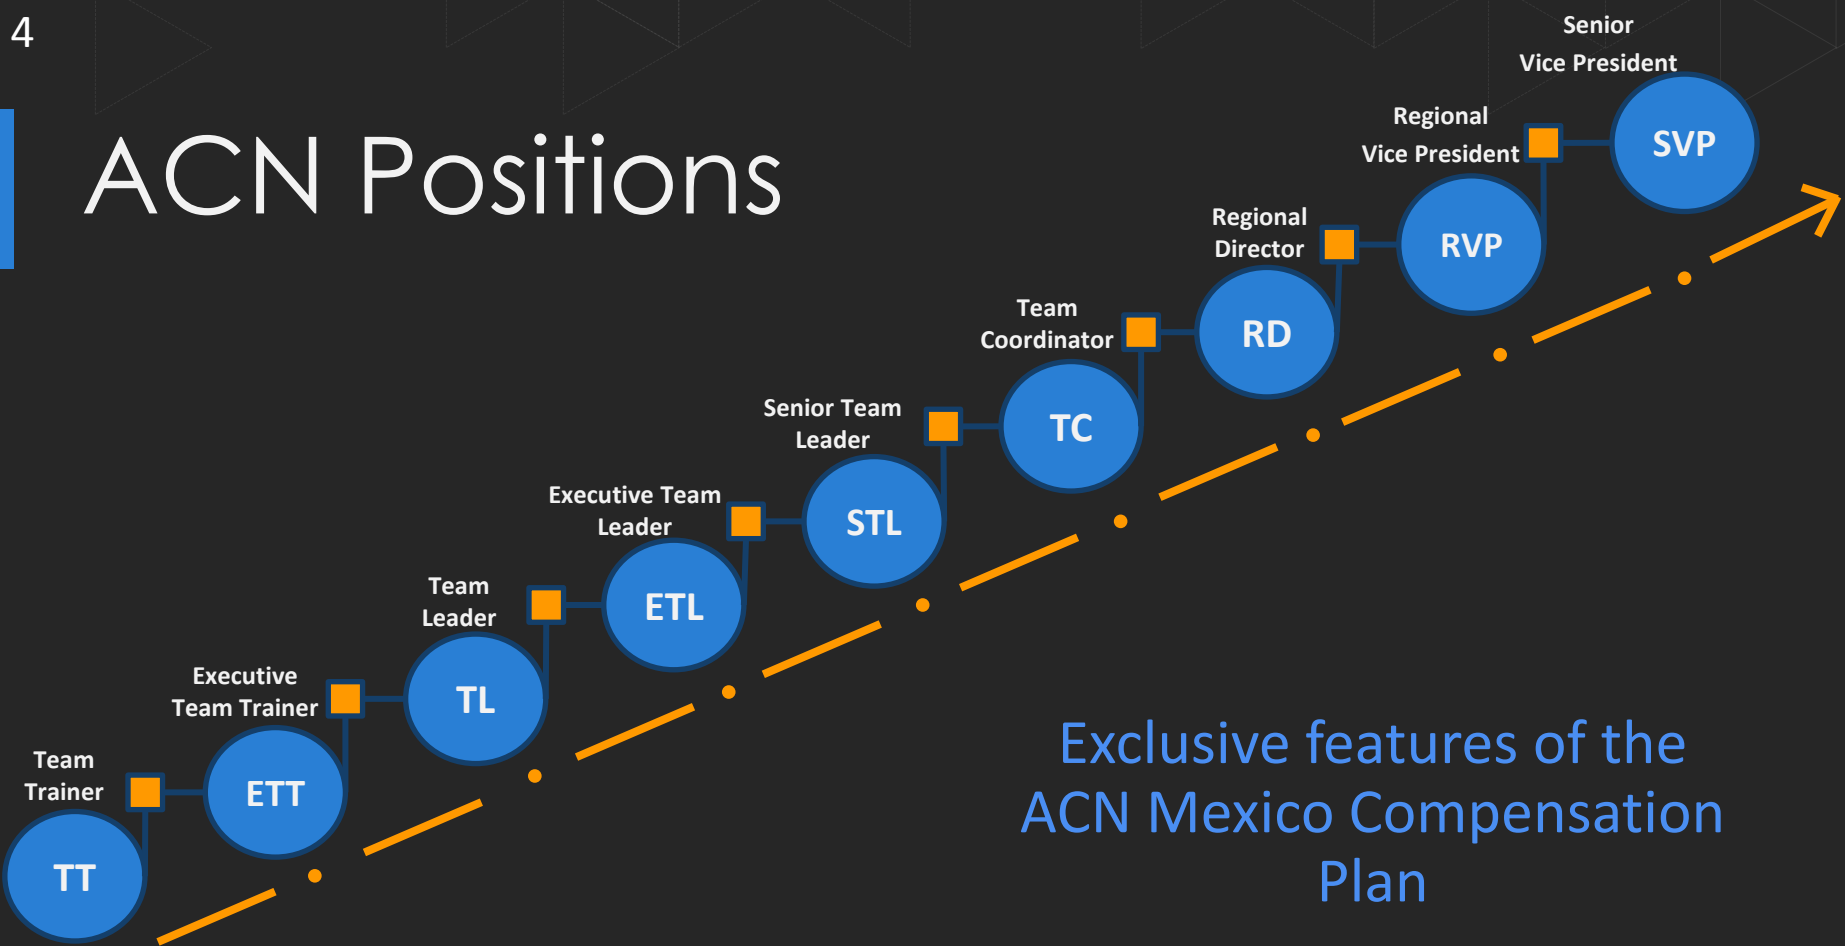 4
ACN Positions
Senior
Vice President
SVP
Regional
Vice President
RVP
Regional
Director
RD
Team
Coordinator
TC
Senior Team
Leader
STL
Executive Team
Leader
ETL
Team
Leader
TL
Executive
Team Trainer
ETT
Team
Trainer
TT
Exclusive features of the
ACN Mexico Compensation
Plan